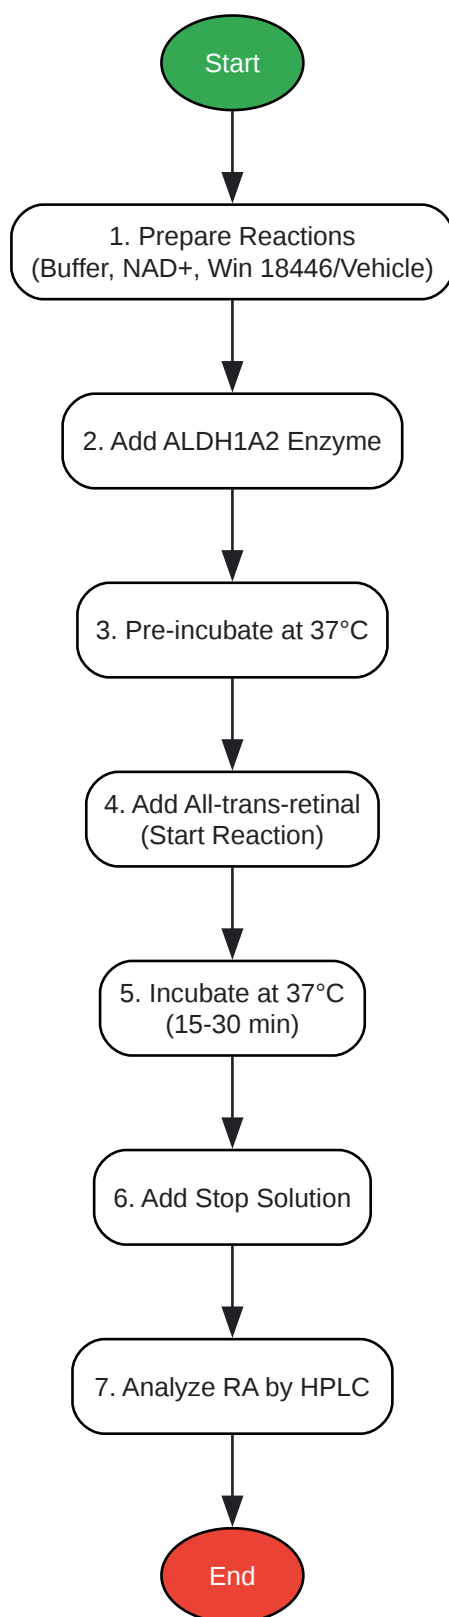 Start
1. Prepare Reactions
(Buffer, NAD+, Win 18446/Vehicle)
2. Add ALDH1A2 Enzyme
3. Pre-incubate at 37°C
4. Add All-trans-retinal
(Start Reaction)
5. Incubate at 37°C
(15-30 min)
6. Add Stop Solution
7. Analyze RA by HPLC
End